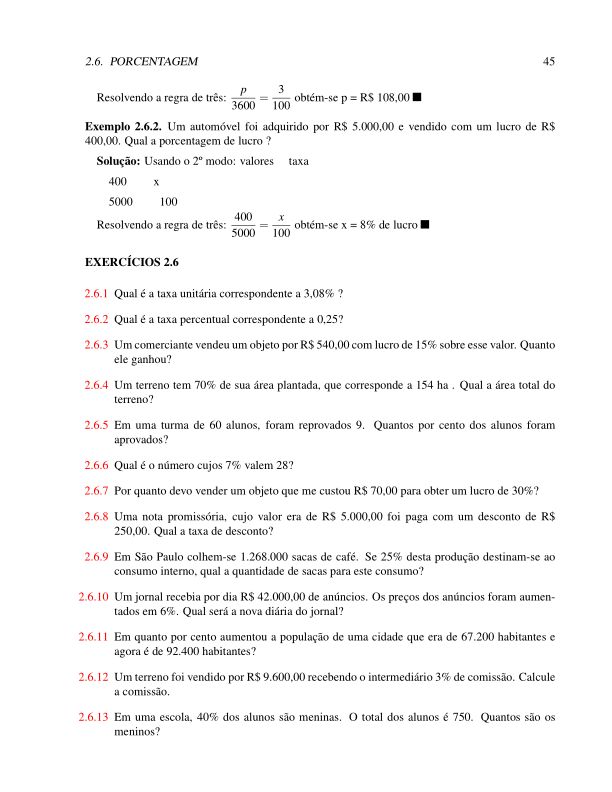 2.6. PORCENTAGEM 45
Resolvendo a regra de três: p/3600 = 3/100 obtém-se p = R$ 108,00 ■
Exemplo 2.6.2. Um automóvel foi adquirido por R$ 5.000,00 e vendido com um lucro de R$
400,00. Qual a porcentagem de lucro ?
Solução: Usando o 2º modo: valores taxa
400 x
5000 100
Resolvendo a regra de três: 400/5000 = x/100 obtém-se x = 8% de lucro ■
EXERCÍCIOS 2.6
2.6.1 Qual é a taxa unitária correspondente a 3,08% ?
2.6.2 Qual é a taxa percentual correspondente a 0,25?
2.6.3 Um comerciante vendeu um objeto por R$ 540,00 com lucro de 15% sobre esse valor. Quanto
ele ganhou?
2.6.4 Um terreno tem 70% de sua área plantada, que corresponde a 154 ha . Qual a área total do
terreno?
2.6.5 Em uma turma de 60 alunos, foram reprovados 9. Quantos por cento dos alunos foram
aprovados?
2.6.6 Qual é o número cujos 7% valem 28?
2.6.7 Por quanto devo vender um objeto que me custou R$ 70,00 para obter um lucro de 30%?
2.6.8 Uma nota promissória, cujo valor era de R$ 5.000,00 foi paga com um desconto de R$
250,00. Qual a taxa de desconto?
2.6.9 Em São Paulo colhem-se 1.268.000 sacas de café. Se 25% desta produção destinam-se ao
consumo interno, qual a quantidade de sacas para este consumo?
2.6.10 Um jornal recebia por dia R$ 42.000,00 de anúncios. Os preços dos anúncios foram aumen-
tados em 6%. Qual será a nova diária do jornal?
2.6.11 Em quanto por cento aumentou a população de uma cidade que era de 67.200 habitantes e
agora é de 92.400 habitantes?
2.6.12 Um terreno foi vendido por R$ 9.600,00 recebendo o intermediário 3% de comissão. Calcule
a comissão.
2.6.13 Em uma escola, 40% dos alunos são meninas. O total dos alunos é 750. Quantos são os
meninos?